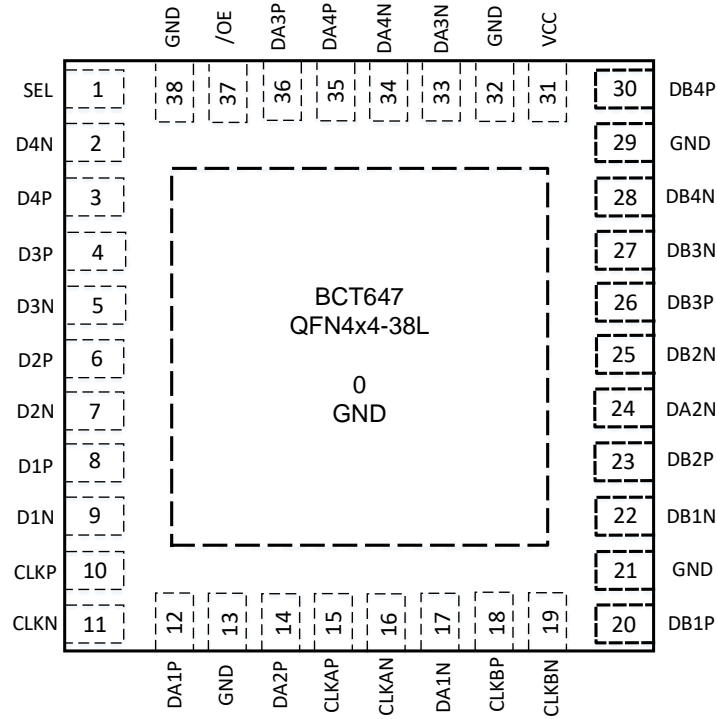 GND
/OE
DA3P
DA4P
DA4N
DA3N
GND
VCC
38
37
36
35
34
33
32
31
SEL 1
D4N 2
D4P 3
D3P 4
D3N 5
D2P 6
D2N 7
D1P 8
D1N 9
CLKP 10
CLKN 11
BCT647
QFN4x4-38L
0
GND
30 DB4P
29 GND
28 DB4N
27 DB3N
26 DB3P
25 DB2N
24 DA2N
23 DB2P
22 DB1N
21 GND
20 DB1P
12
13
14
15
16
17
18
19
DA1P
GND
DA2P
CLKAP
CLKAN
DA1N
CLKBP
CLKBN